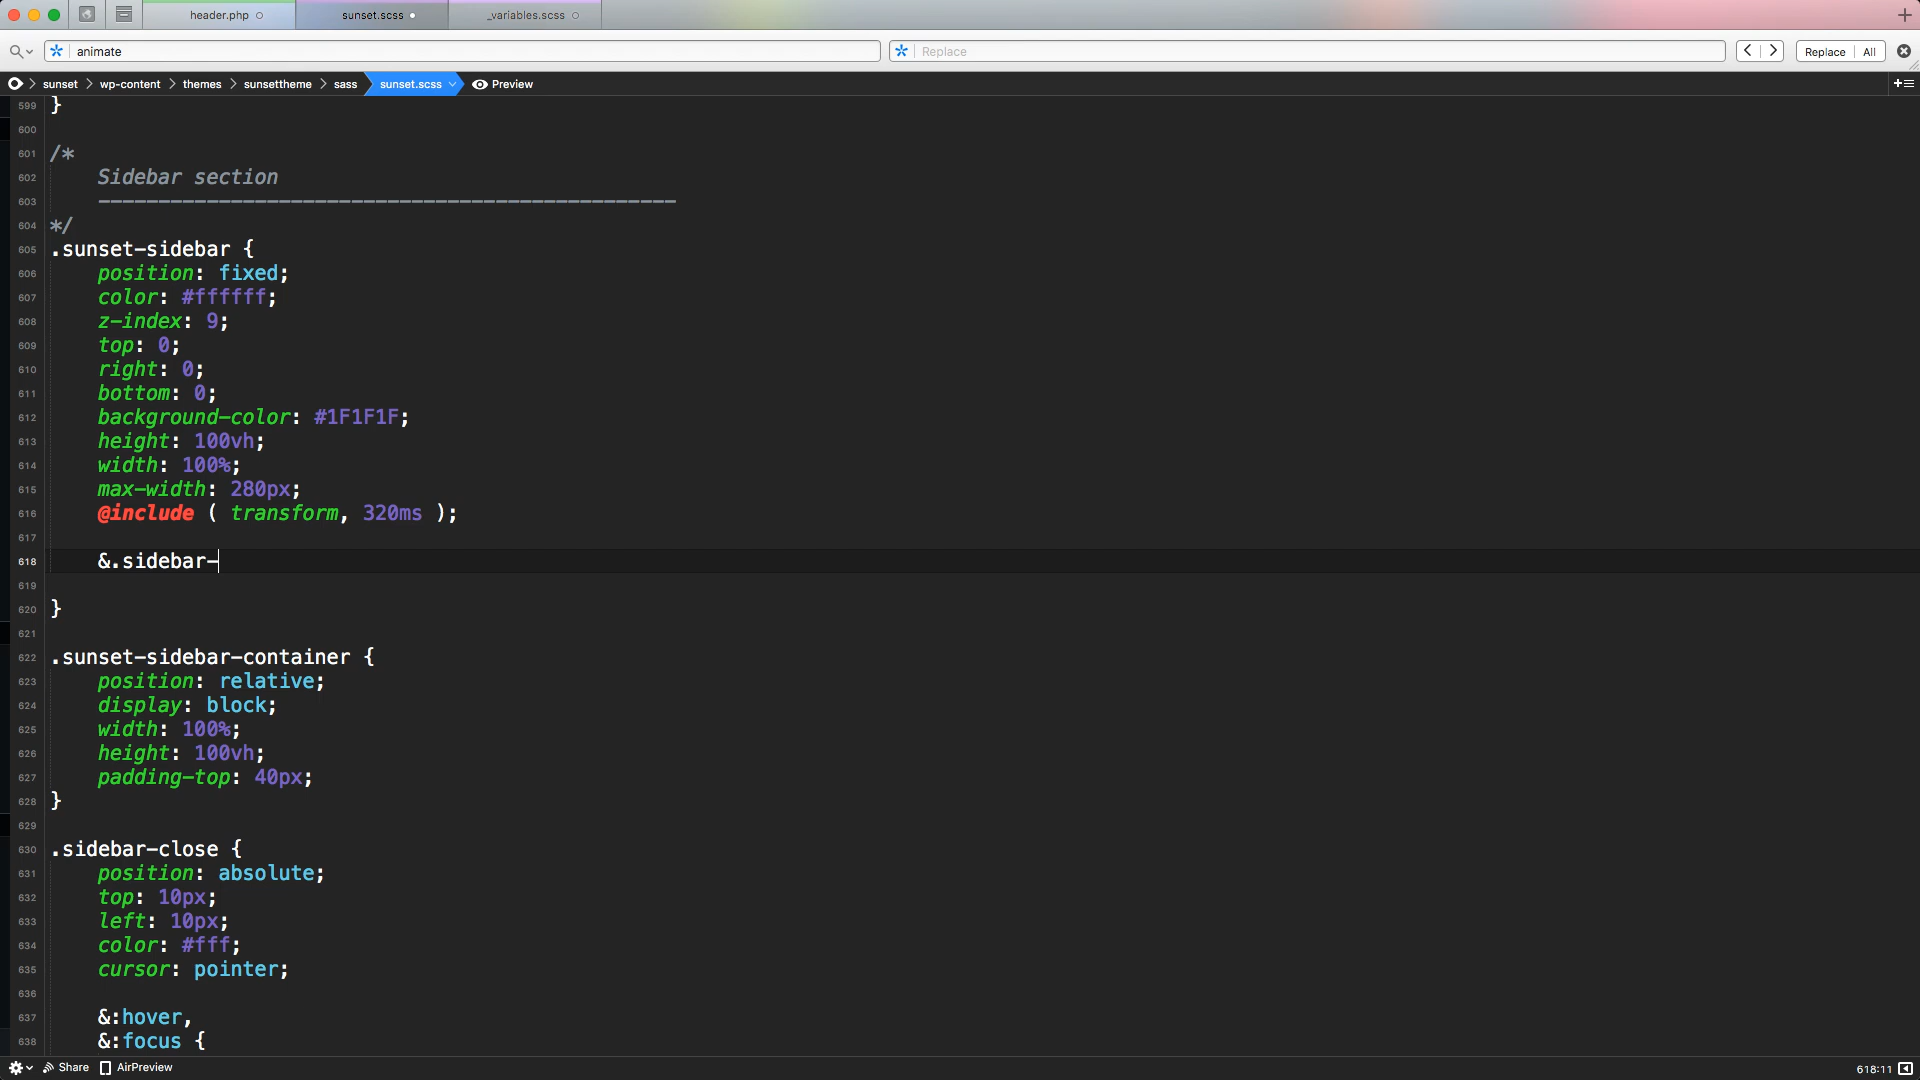 header.php
sunset.scss
_variables.scss
animate
Replace
Replace All
sunset wp-content themes sunsettheme sass sunset.scss Preview
599 }
600
601 /*
602 Sidebar section
603 ------------------------------------------------
604 */
605 .sunset-sidebar {
606 position: fixed;
607 color: #ffffff;
608 z-index: 9;
609 top: 0;
610 right: 0;
611 bottom: 0;
612 background-color: #1F1F1F;
613 height: 100vh;
614 width: 100%;
615 max-width: 280px;
616 @include ( transform, 320ms );
617
618 &.sidebar-
619
620 }
621
622 .sunset-sidebar-container {
623 position: relative;
624 display: block;
625 width: 100%;
626 height: 100vh;
627 padding-top: 40px;
628 }
629
630 .sidebar-close {
631 position: absolute;
632 top: 10px;
633 left: 10px;
634 color: #fff;
635 cursor: pointer;
636
637 &:hover,
638 &:focus {
Share AirPreview 618:11